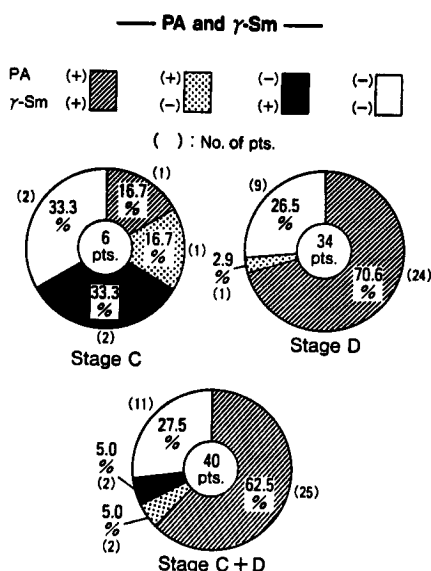 PA and γ-Sm
PA (+) (+) (-) (-)
γ-Sm (+) (-) (+) (-)
( ) : No. of pts.
(2) (1)
33.3 % 16.7 %
6 pts.
16.7 % (1)
33.3 %
(2)
Stage C
(9)
26.5 %
34 pts.
2.9 %
(1)
70.6 % (24)
Stage D
(11)
27.5 %
40 pts.
5.0 %
(2)
62.5 % (25)
5.0 %
(2)
Stage C + D